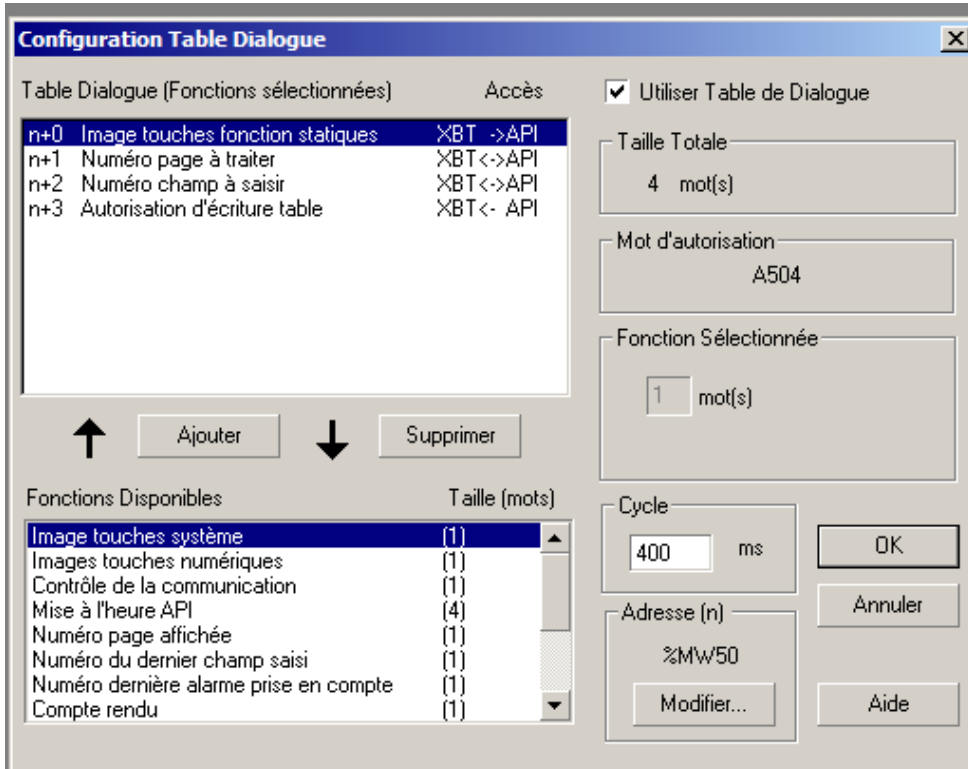 Configuration Table Dialogue
Table Dialogue (Fonctions sélectionnées) Accès
n+0 Image touches fonction statiques XBT ->API
n+1 Numéro page à traiter XBT<->API
n+2 Numéro champ à saisir XBT<->API
n+3 Autorisation d'écriture table XBT<- API
Ajouter
Supprimer
Fonctions Disponibles Taille (mots)
Image touches système (1)
Images touches numériques (1)
Contrôle de la communication (1)
Mise à l'heure API (4)
Numéro page affichée (1)
Numéro du dernier champ saisi (1)
Numéro dernière alarme prise en compte (1)
Compte rendu (1)
Utiliser Table de Dialogue
Taille Totale
4 mot(s)
Mot d'autorisation
A504
Fonction Sélectionnée
1 mot(s)
Cycle
400 ms
Adresse (n)
%MW50
Modifier...
OK
Annuler
Aide